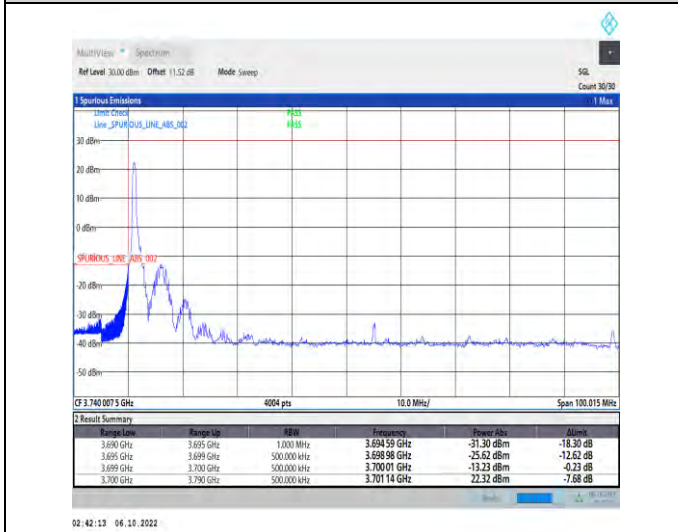 MultiView Spectrum
Ref Level 30.00 dBm Offset 11.52 dB Mode Sweep SGL
Count 30/30
1 Spurious Emissions 1 Max
Limit Check PASS
Line _SPURIOUS_LINE_ABS_002 PASS
30 dBm
20 dBm
10 dBm
0 dBm
_SPURIOUS_LINE_ABS_002
-20 dBm
-30 dBm
-40 dBm
-50 dBm
CF 3.740 007 5 GHz 4004 pts 10.0 MHz/ Span 100.015 MHz
2 Result Summary
Range Low Range Up RBW Frequency Power Abs ΔLimit
3.690 GHz 3.695 GHz 1.000 MHz 3.694 59 GHz -31.30 dBm -18.30 dB
3.695 GHz 3.699 GHz 500.000 kHz 3.698 98 GHz -25.62 dBm -12.62 dB
3.699 GHz 3.700 GHz 500.000 kHz 3.700 01 GHz -13.23 dBm -0.23 dB
3.700 GHz 3.790 GHz 500.000 kHz 3.701 14 GHz 22.32 dBm -7.68 dB
02:42:13 06.10.2022